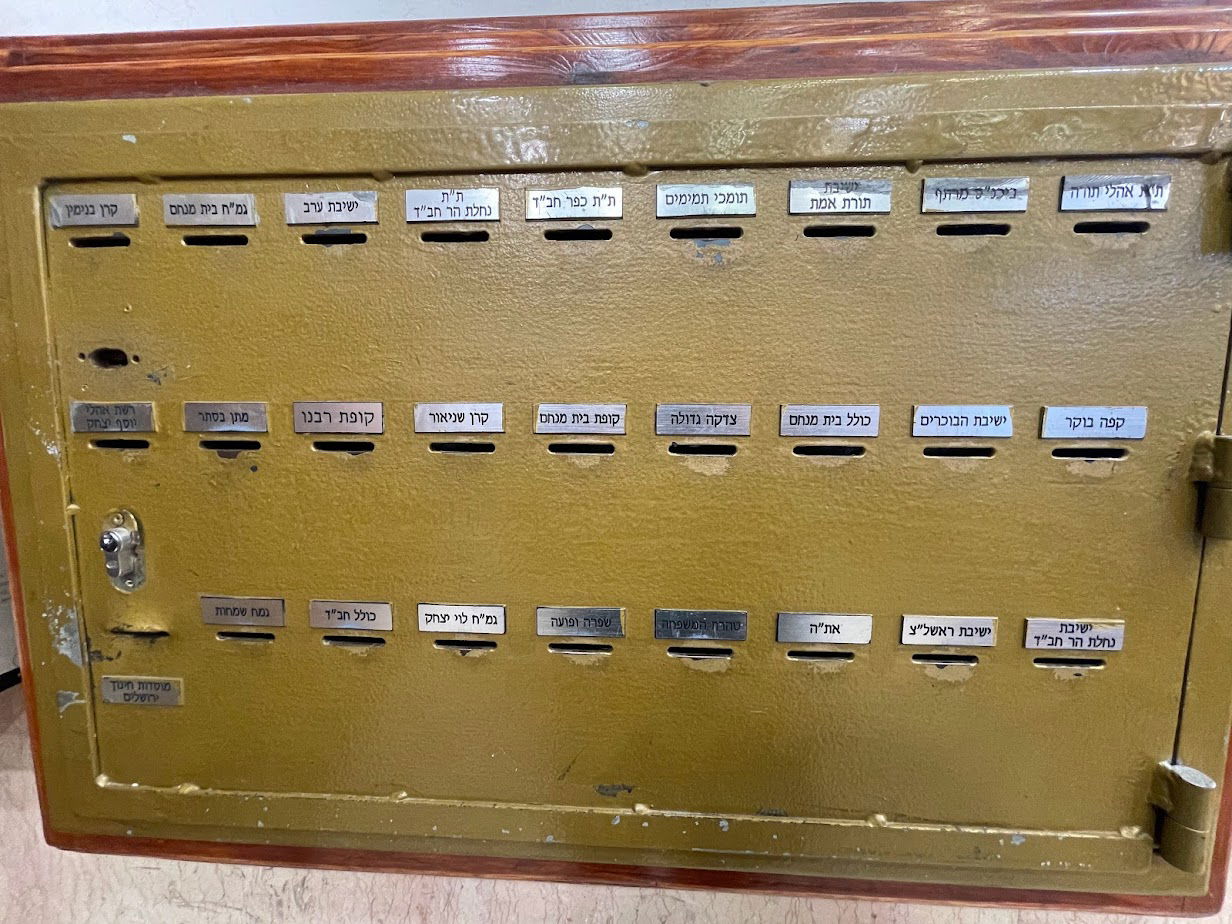 ת"ת אהלי תורה
ביכנ"ס מרתף
ישיבת
תורת אמת
תומכי תמימים
ת"ת כפר חב"ד
ת"ת
נחלת הר חב"ד
ישיבת ערב
גמ"ח בית מנחם
קרן בנימין
קפה בוקר
ישיבת הבוכרים
כולל בית מנחם
צדקה גדולה
קופת בית מנחם
קרן שניאור
קופת רבנו
מתן בסתר
רשת אהלי
יוסף יצחק
ישיבת
נחלת הר חב"ד
ישיבת ראשל"צ
את"ה
טהרת המשפחה
שפרה ופועה
גמ"ח לוי יצחק
כולל חב"ד
גמח שמחות
מוסדות חינוך
ירושלים